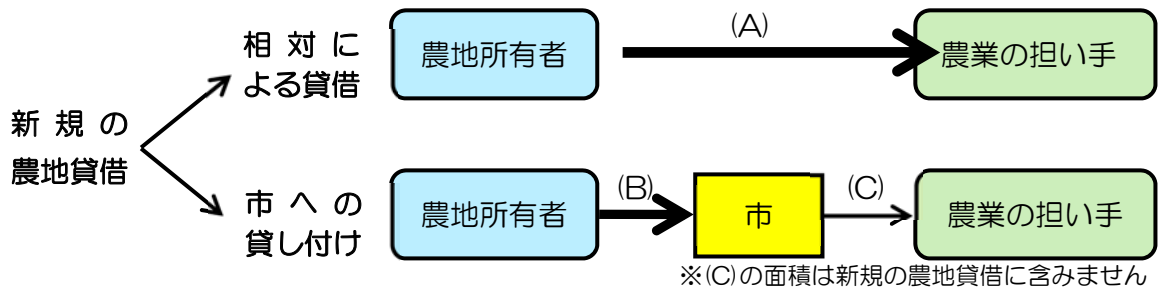 新規の
農地貸借
相対に
よる貸借
農地所有者
(A)
農業の担い手
市への
貸し付け
農地所有者
(B)
市
(C)
農業の担い手
※(C)の面積は新規の農地貸借に含みません